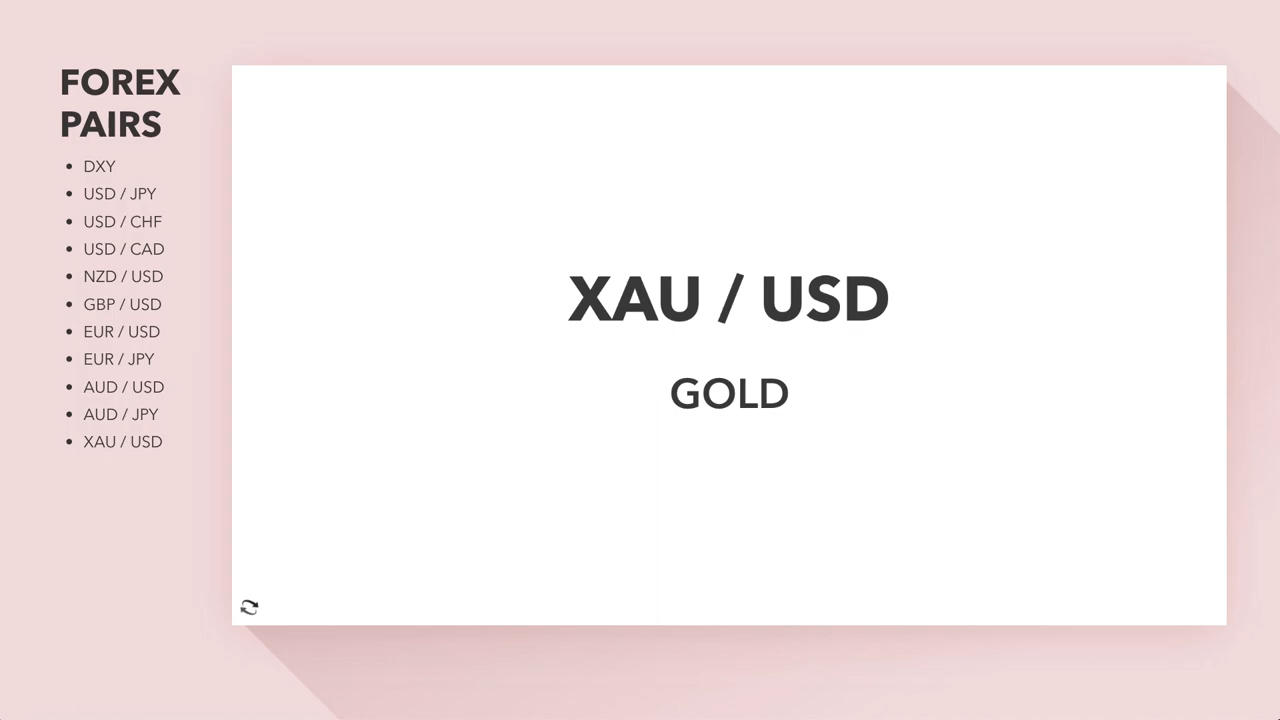 FOREX
PAIRS
• DXY
• USD / JPY
• USD / CHF
• USD / CAD
• NZD / USD
• GBP / USD
• EUR / USD
• EUR / JPY
• AUD / USD
• AUD / JPY
• XAU / USD
XAU / USD
GOLD